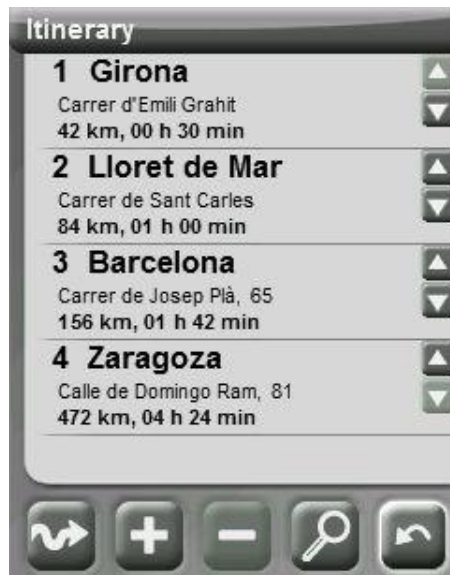 Itinerary
1 Girona
Carrer d'Emili Grahit
42 km, 00 h 30 min
2 Lloret de Mar
Carrer de Sant Carles
84 km, 01 h 00 min
3 Barcelona
Carrer de Josep Plà, 65
156 km, 01 h 42 min
4 Zaragoza
Calle de Domingo Ram, 81
472 km, 04 h 24 min